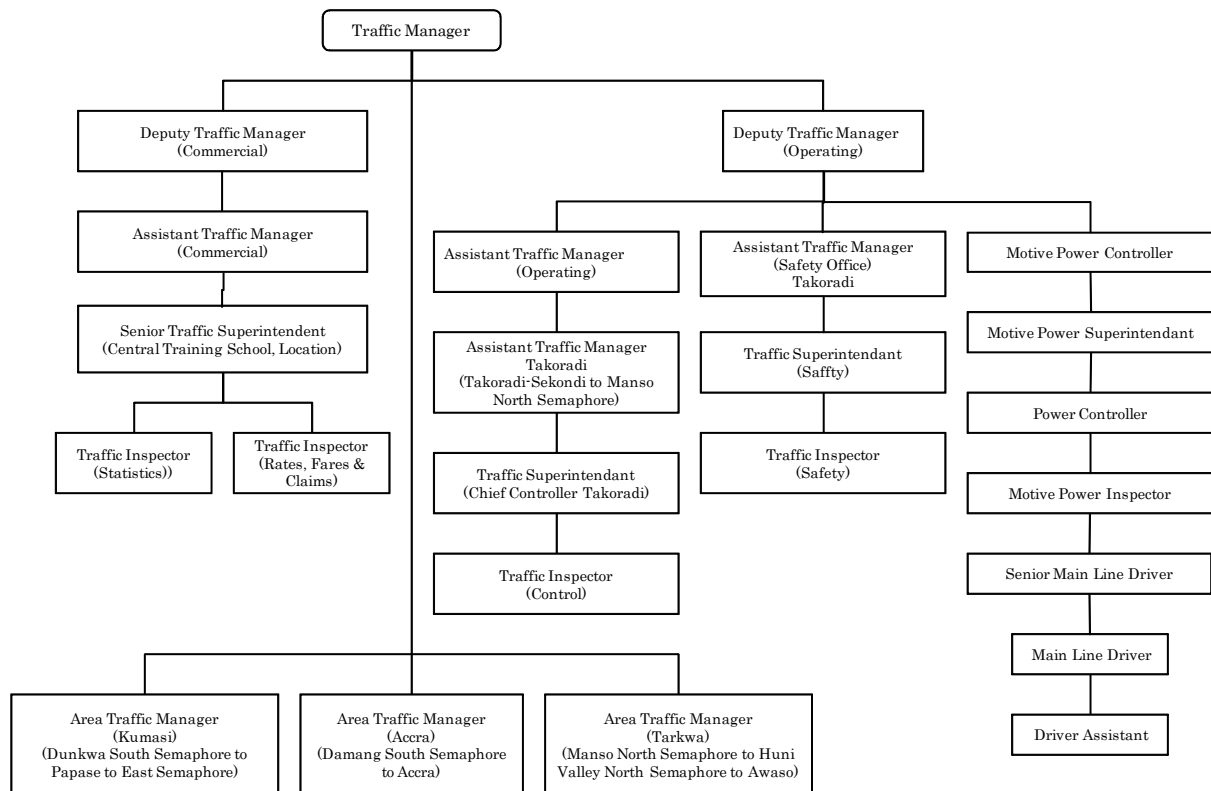 Traffic Manager
Deputy Traffic Manager
(Commercial)
Deputy Traffic Manager
(Operating)
Assistant Traffic Manager
(Commercial)
Assistant Traffic Manager
(Operating)
Assistant Traffic Manager
(Safety Office)
Takoradi
Motive Power Controller
Senior Traffic Superintendent
(Central Training School, Location)
Assistant Traffic Manager
Takoradi
(Takoradi-Sekondi to Manso
North Semaphore)
Traffic Superintendant
(Saffty)
Motive Power Superintendant
Traffic Inspector
(Statistics))
Traffic Inspector
(Rates, Fares &
Claims)
Traffic Superintendant
(Chief Controller Takoradi)
Traffic Inspector
(Safety)
Power Controller
Motive Power Inspector
Traffic Inspector
(Control)
Senior Main Line Driver
Main Line Driver
Driver Assistant
Area Traffic Manager
(Kumasi)
(Dunkwa South Semaphore to
Papase to East Semaphore)
Area Traffic Manager
(Accra)
(Damang South Semaphore
to Accra)
Area Traffic Manager
(Tarkwa)
(Manso North Semaphore to Huni
Valley North Semaphore to Awaso)